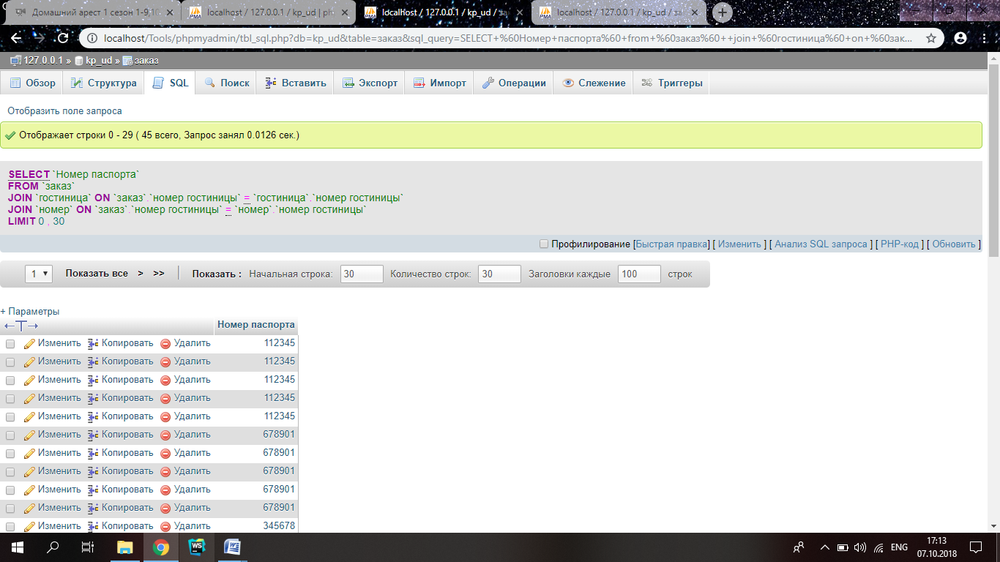 Домашний арест 1 сезон 1-9,10
localhost / 127.0.0.1 / kp_ud | ph
localhost / 127.0.0.1 / kp_ud / за
localhost / 127.0.0.1 / kp_ud / за
localhost/Tools/phpmyadmin/tbl_sql.php?db=kp_ud&table=заказ&sql_query=SELECT+%60Номер+паспорта%60+from+%60заказ%60++join+%60гостиница%60+on+%60зак...
127.0.0.1 » kp_ud » заказ
Обзор Структура SQL Поиск Вставить Экспорт Импорт Операции Слежение Триггеры
Отобразить поле запроса
Отображает строки 0 - 29 ( 45 всего, Запрос занял 0.0126 сек.)
SELECT `Номер паспорта`
FROM `заказ`
JOIN `гостиница` ON `заказ`.`номер гостиницы` = `гостиница`.`номер гостиницы`
JOIN `номер` ON `заказ`.`номер гостиницы` = `номер`.`номер гостиницы`
LIMIT 0 , 30
Профилирование [Быстрая правка] [ Изменить ] [ Анализ SQL запроса ] [ PHP-код ] [ Обновить ]
1 Показать все > >> Показать : Начальная строка: 30 Количество строк: 30 Заголовки каждые 100 строк
+ Параметры
←T→ Номер паспорта
Изменить Копировать Удалить 112345
Изменить Копировать Удалить 112345
Изменить Копировать Удалить 112345
Изменить Копировать Удалить 112345
Изменить Копировать Удалить 112345
Изменить Копировать Удалить 678901
Изменить Копировать Удалить 678901
Изменить Копировать Удалить 678901
Изменить Копировать Удалить 678901
Изменить Копировать Удалить 678901
Изменить Копировать Удалить 345678
ENG
17:13
07.10.2018